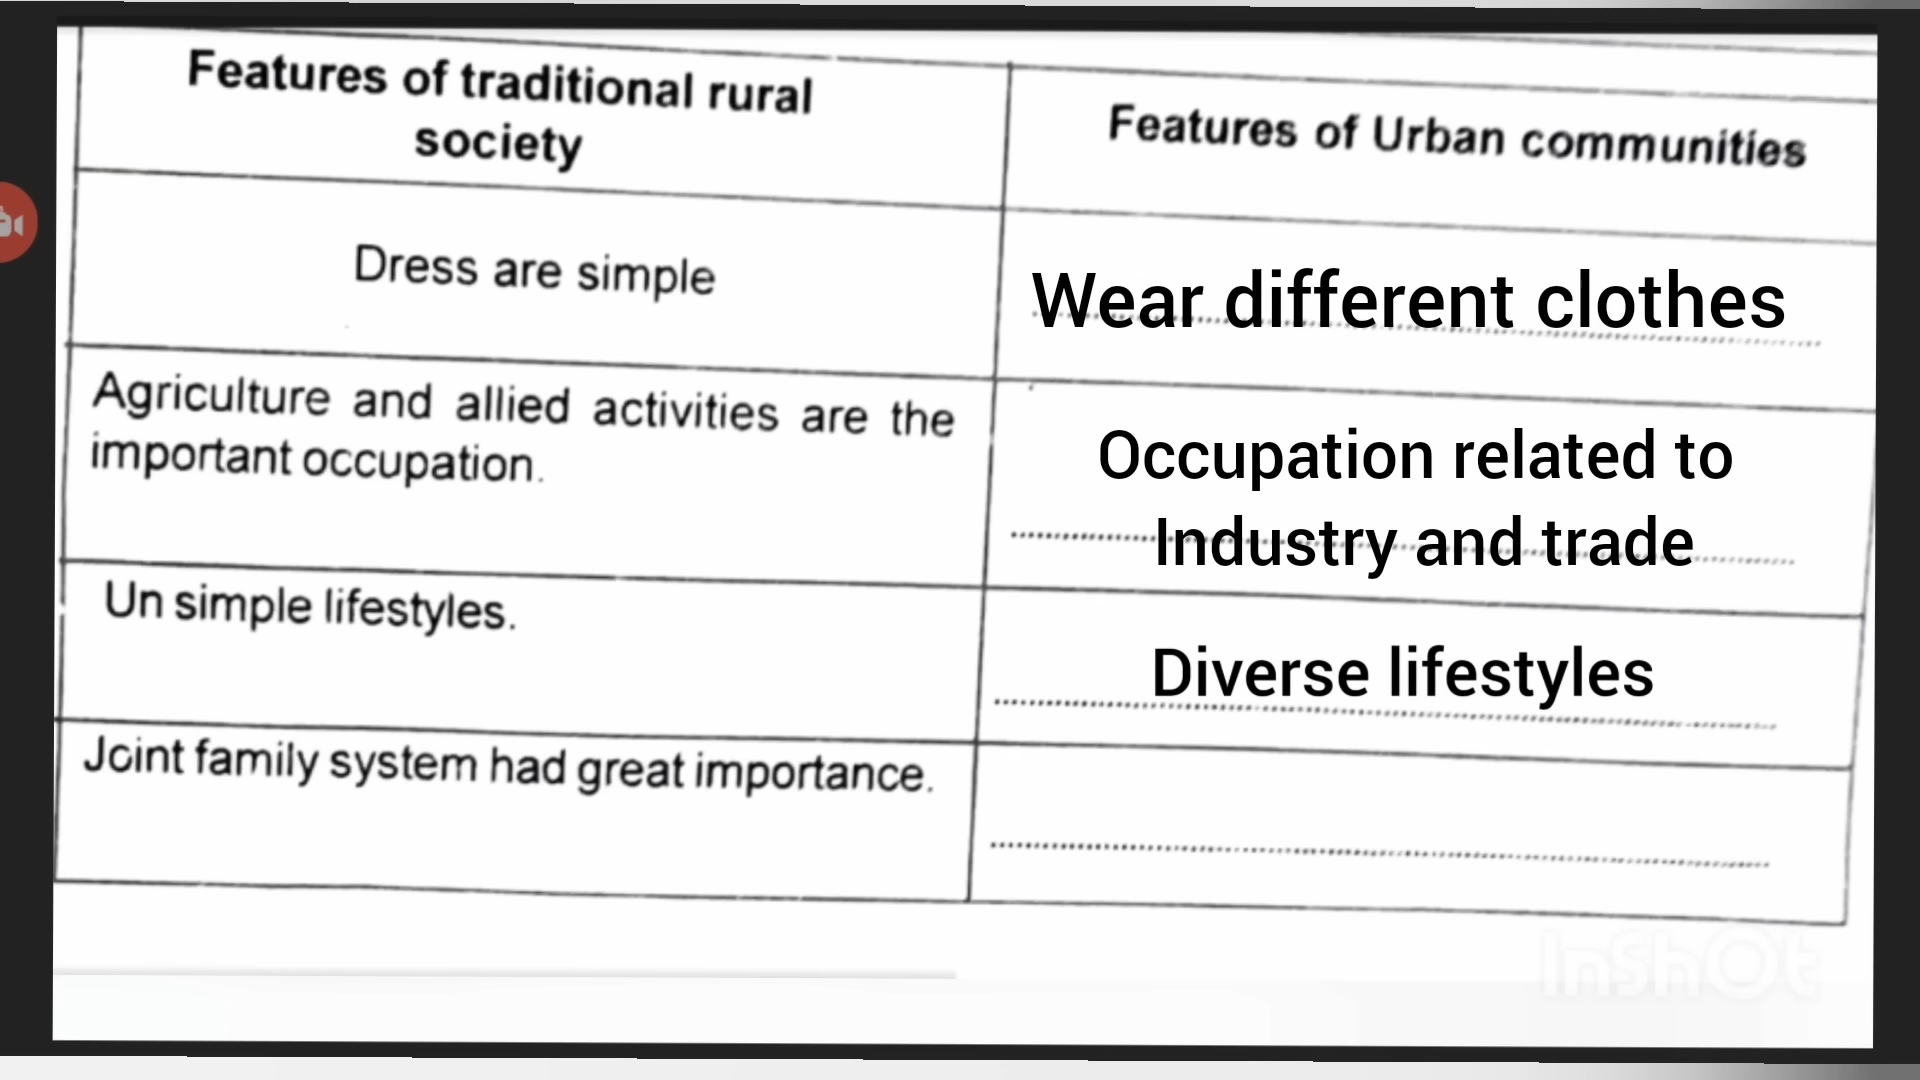 Features of traditional rural
society
Features of Urban communities
Dress are simple
Wear different clothes
Agriculture and allied activities are the
important occupation.
Occupation related to
Industry and trade
Un simple lifestyles.
Diverse lifestyles
Joint family system had great importance.
InShOt